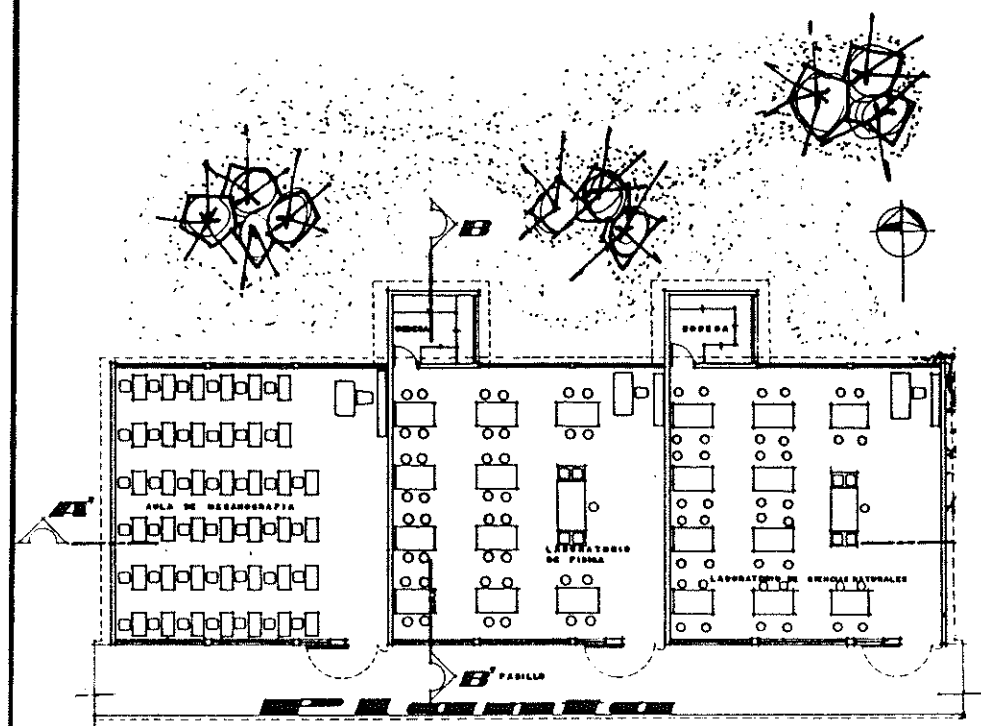 B
BODEGA
BODEGA
A'
AULA DE MECANOGRAFIA
LABORATORIO
DE FISICA
LABORATORIO DE CIENCIAS NATURALES
B' PASILLO